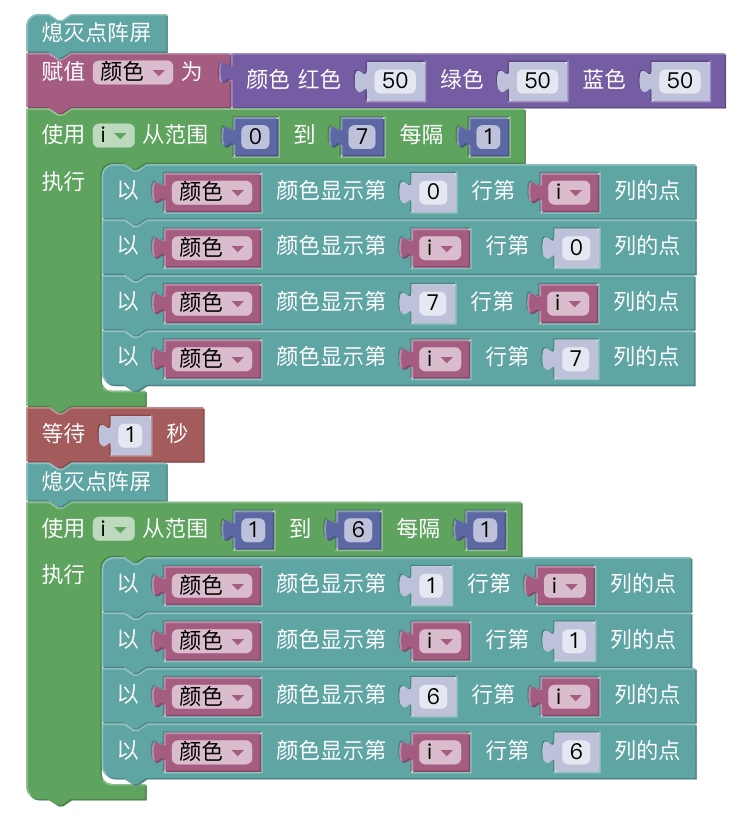 熄灭点阵屏
赋值 颜色 为 颜色 红色 50 绿色 50 蓝色 50
使用 i 从范围 0 到 7 每隔 1
执行 以 颜色 颜色显示第 0 行第 i 列的点
以 颜色 颜色显示第 i 行第 0 列的点
以 颜色 颜色显示第 7 行第 i 列的点
以 颜色 颜色显示第 i 行第 7 列的点
等待 1 秒
熄灭点阵屏
使用 i 从范围 1 到 6 每隔 1
执行 以 颜色 颜色显示第 1 行第 i 列的点
以 颜色 颜色显示第 i 行第 1 列的点
以 颜色 颜色显示第 6 行第 i 列的点
以 颜色 颜色显示第 i 行第 6 列的点